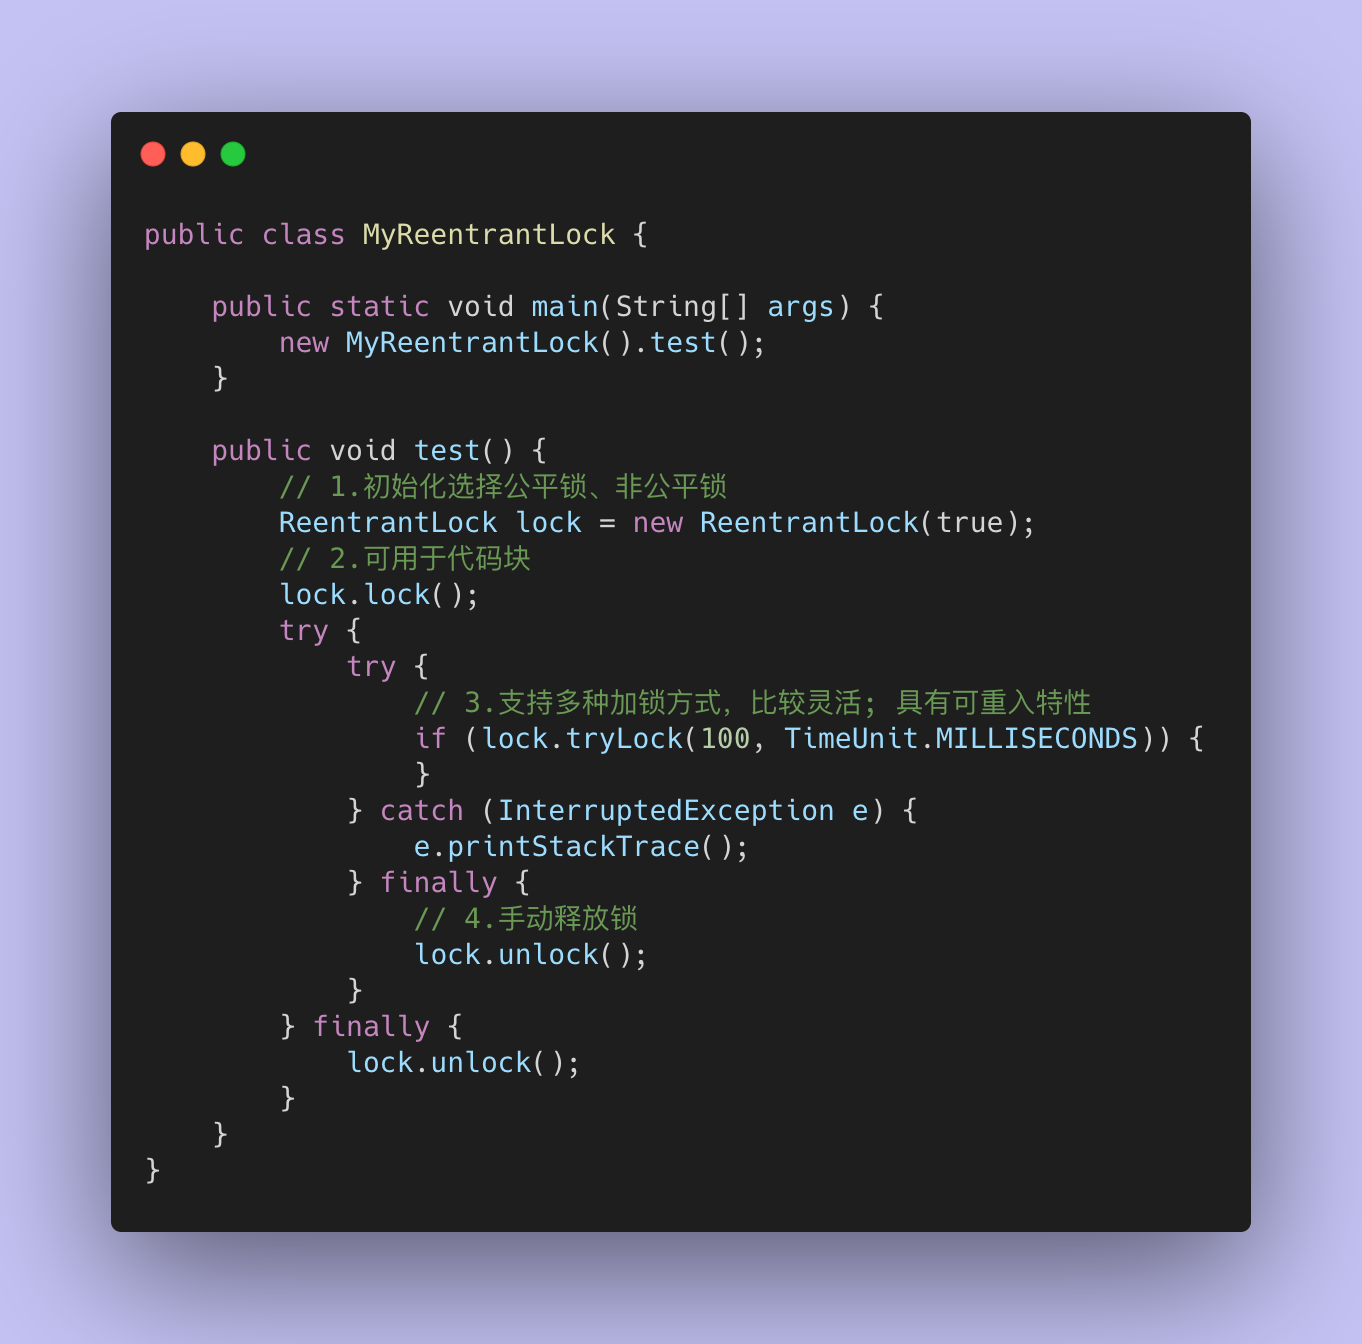 public class MyReentrantLock {
    public static void main(String[] args) {
        new MyReentrantLock().test();
    }
    public void test() {
        // 1.初始化选择公平锁、非公平锁
        ReentrantLock lock = new ReentrantLock(true);
        // 2.可用于代码块
        lock.lock();
        try {
            try {
                // 3.支持多种加锁方式，比较灵活; 具有可重入特性
                if (lock.tryLock(100, TimeUnit.MILLISECONDS)) {
                }
            } catch (InterruptedException e) {
                e.printStackTrace();
            } finally {
                // 4.手动释放锁
                lock.unlock();
            }
        } finally {
            lock.unlock();
        }
    }
}